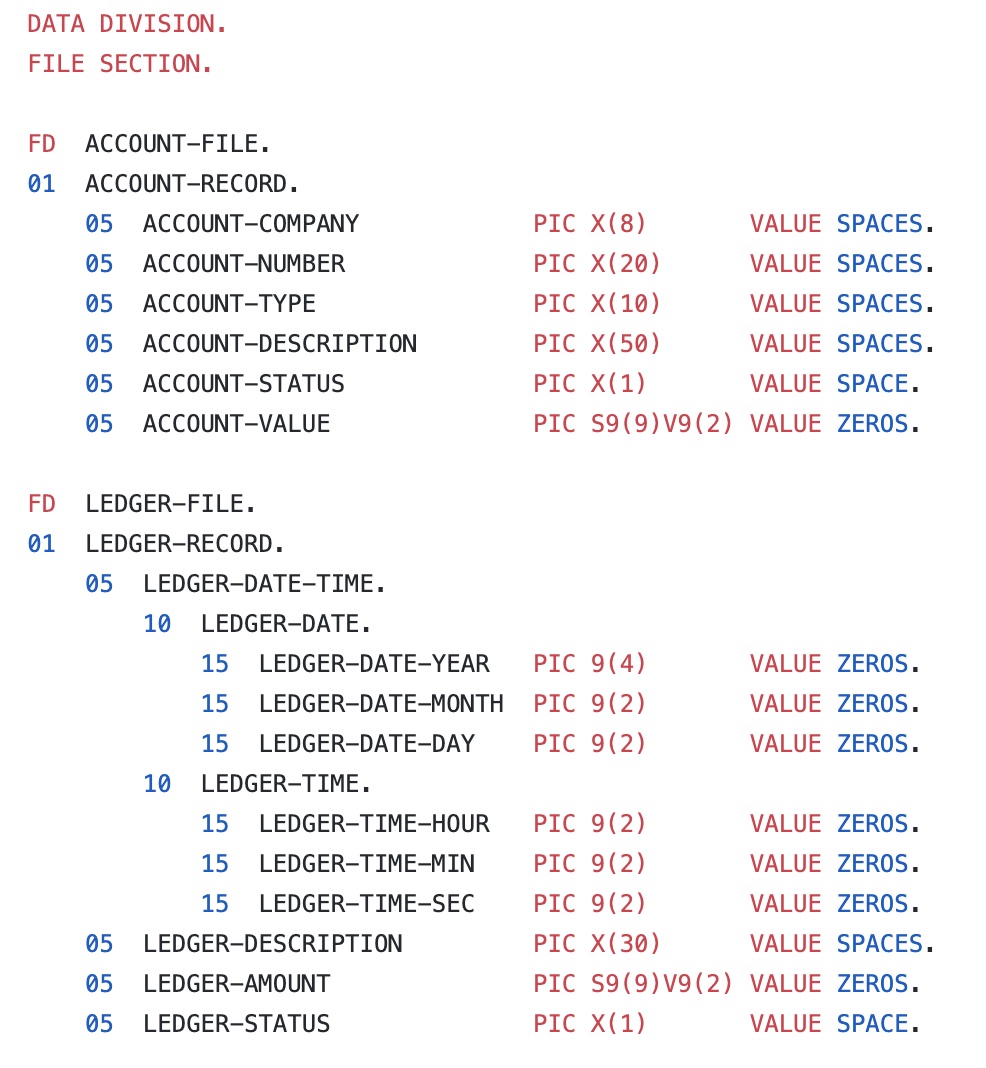 DATA DIVISION.
FILE SECTION.

FD  ACCOUNT-FILE.
01  ACCOUNT-RECORD.
    05  ACCOUNT-COMPANY            PIC X(8)       VALUE SPACES.
    05  ACCOUNT-NUMBER             PIC X(20)      VALUE SPACES.
    05  ACCOUNT-TYPE               PIC X(10)      VALUE SPACES.
    05  ACCOUNT-DESCRIPTION        PIC X(50)      VALUE SPACES.
    05  ACCOUNT-STATUS             PIC X(1)       VALUE SPACE.
    05  ACCOUNT-VALUE              PIC S9(9)V9(2) VALUE ZEROS.

FD  LEDGER-FILE.
01  LEDGER-RECORD.
    05  LEDGER-DATE-TIME.
        10  LEDGER-DATE.
            15  LEDGER-DATE-YEAR   PIC 9(4)       VALUE ZEROS.
            15  LEDGER-DATE-MONTH  PIC 9(2)       VALUE ZEROS.
            15  LEDGER-DATE-DAY    PIC 9(2)       VALUE ZEROS.
        10  LEDGER-TIME.
            15  LEDGER-TIME-HOUR   PIC 9(2)       VALUE ZEROS.
            15  LEDGER-TIME-MIN    PIC 9(2)       VALUE ZEROS.
            15  LEDGER-TIME-SEC    PIC 9(2)       VALUE ZEROS.
    05  LEDGER-DESCRIPTION         PIC X(30)      VALUE SPACES.
    05  LEDGER-AMOUNT              PIC S9(9)V9(2) VALUE ZEROS.
    05  LEDGER-STATUS              PIC X(1)       VALUE SPACE.